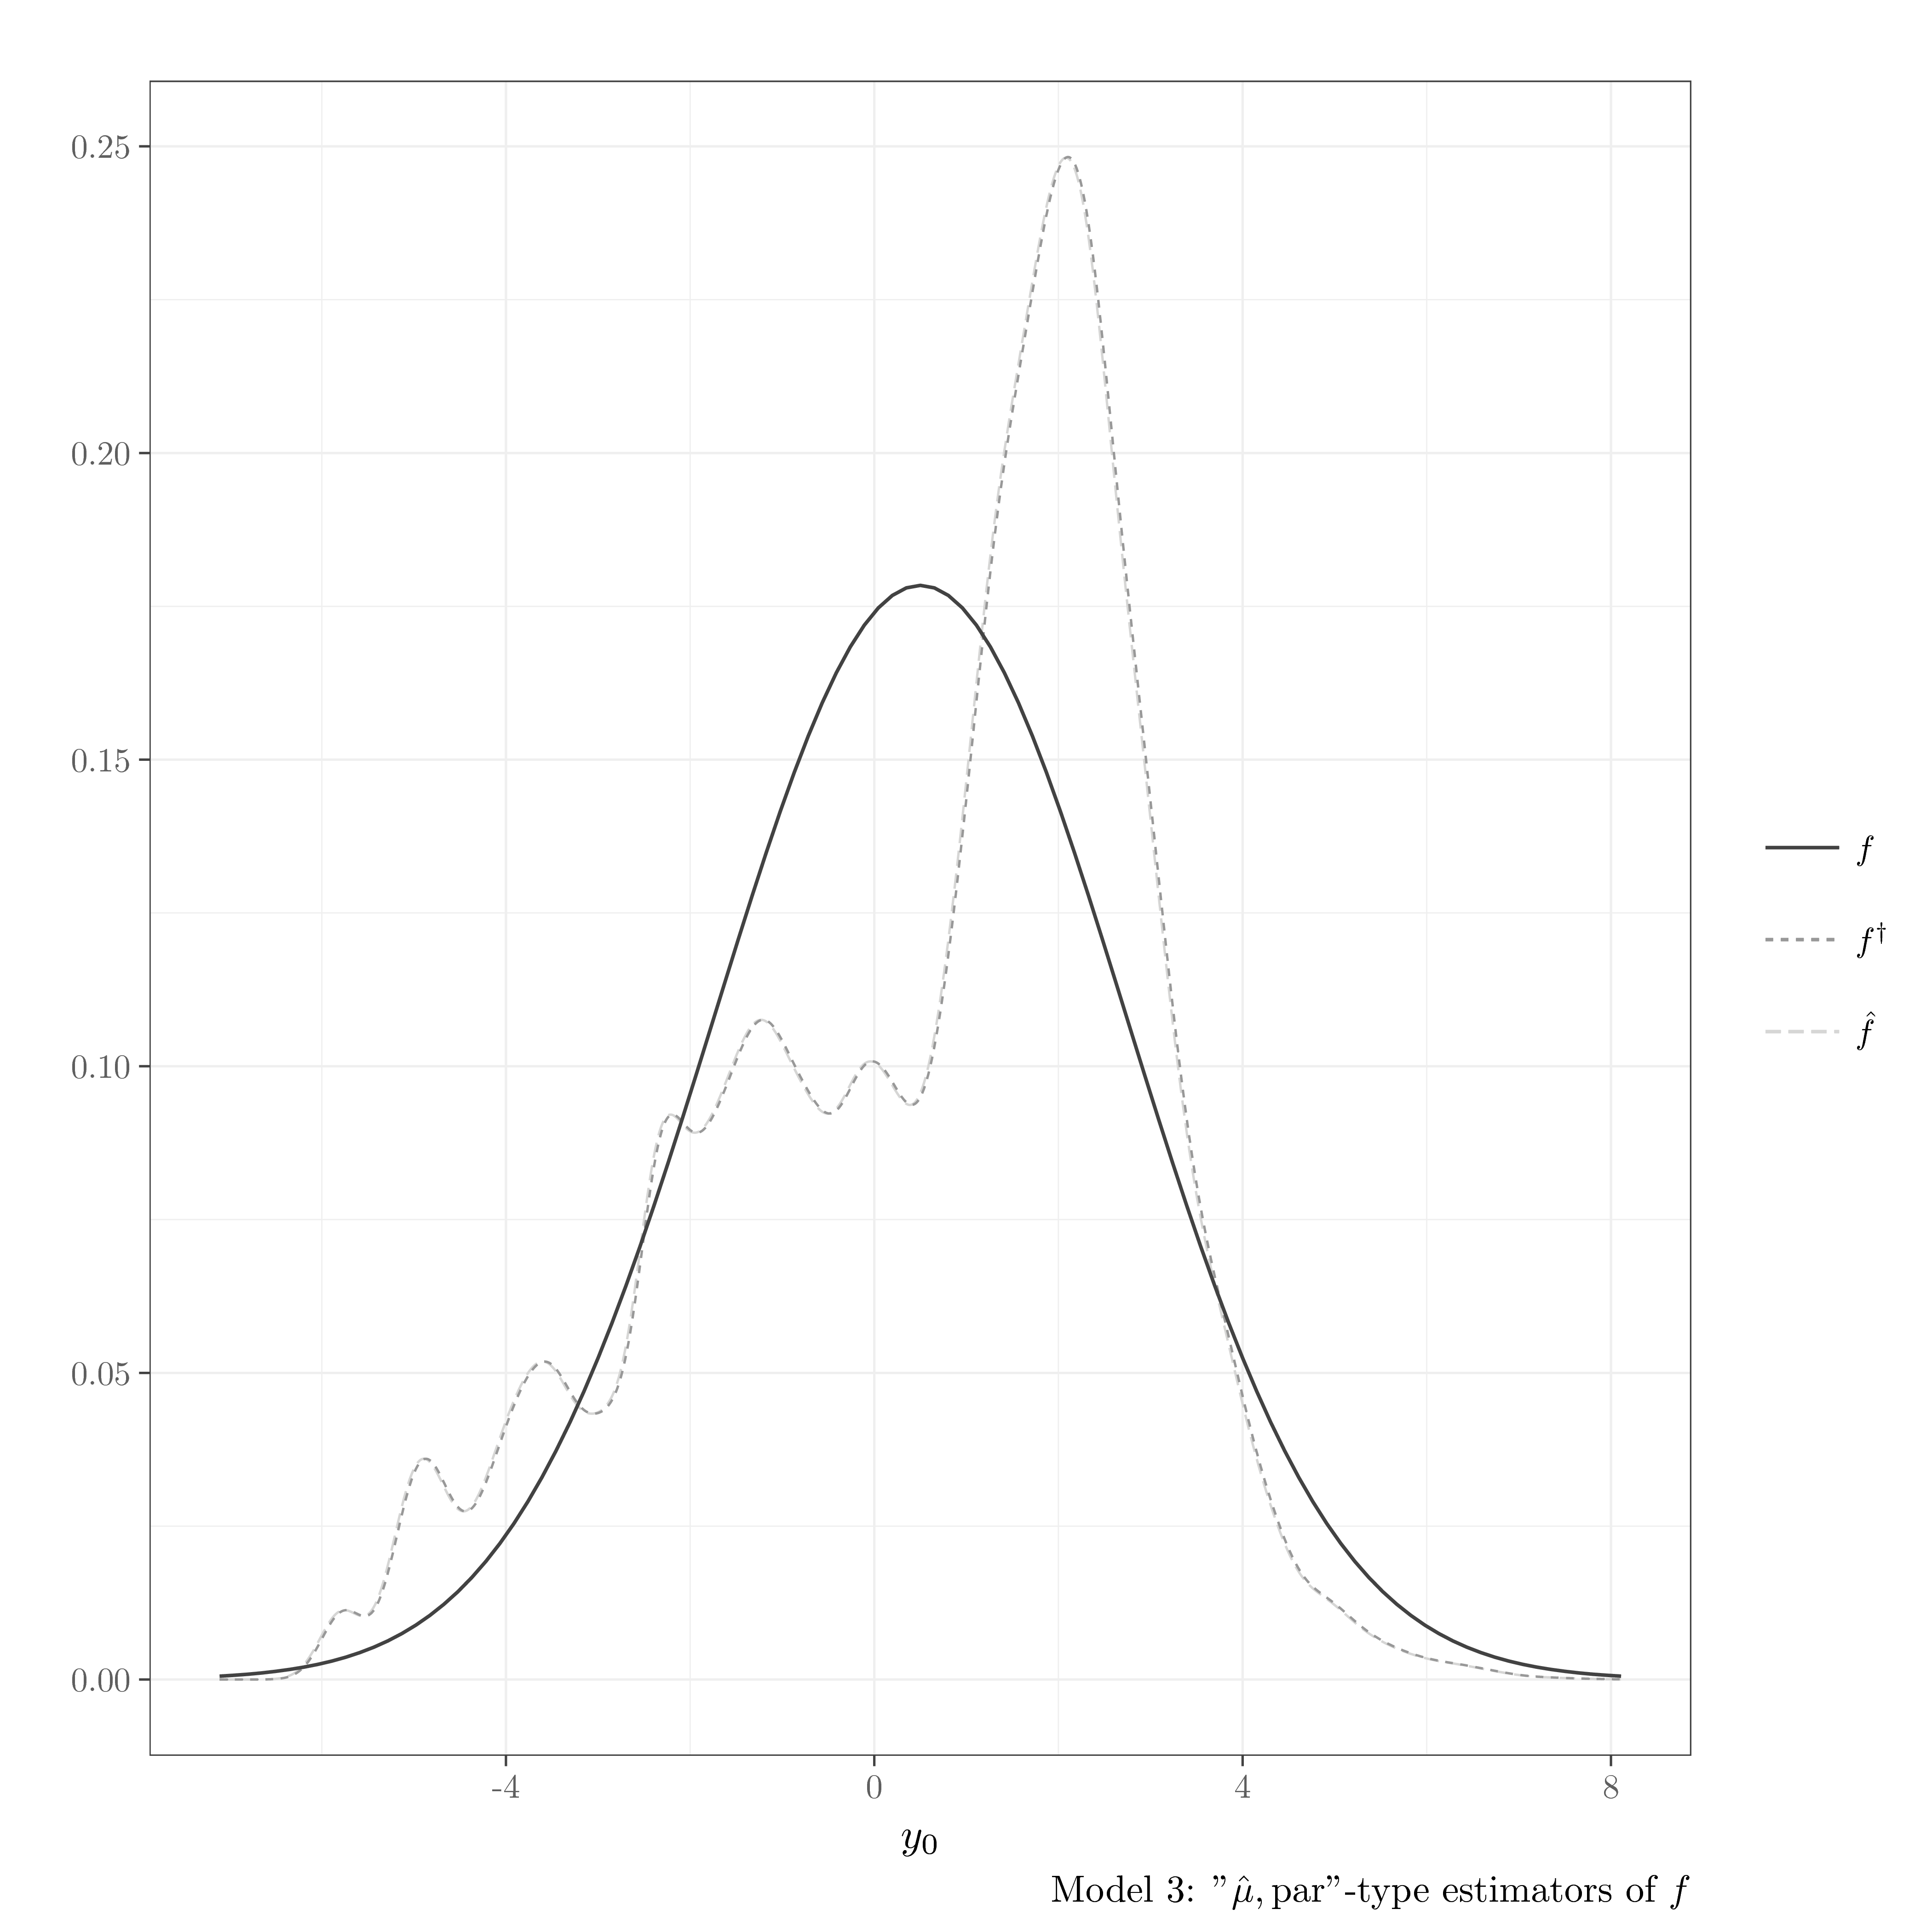 0.25
0.20
0.15
0.10
0.05
0.00
-4 0 4 8
y₀
f
f†
f̂
Model 3: ”μ̂, par”-type estimators of f